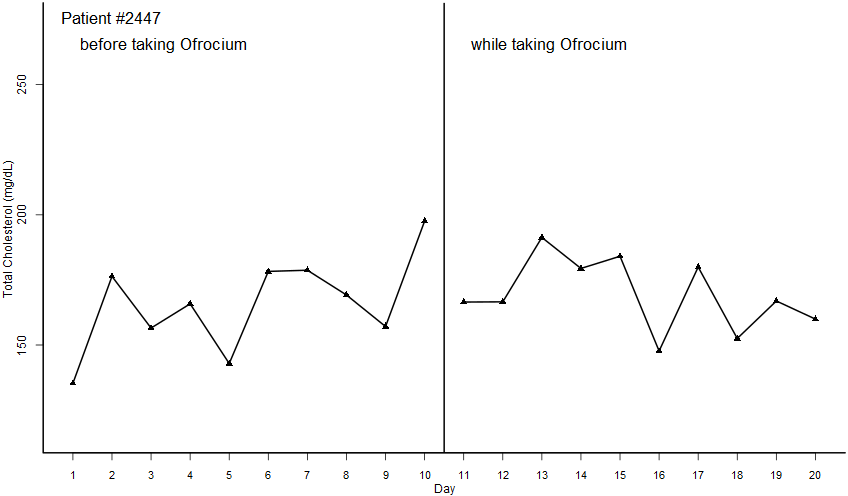 Patient #2447
before taking Ofrocium
while taking Ofrocium
Total Cholesterol (mg/dL)
250
200
150
1 2 3 4 5 6 7 8 9 10 11 12 13 14 15 16 17 18 19 20
Day